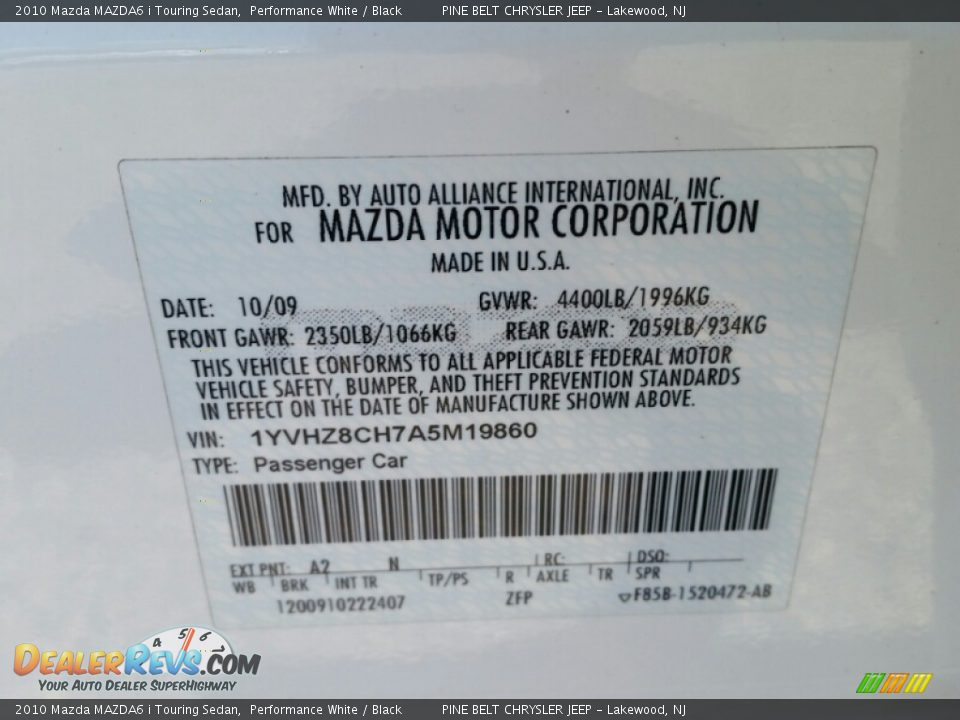 2010 Mazda MAZDA6 i Touring Sedan, Performance White / Black PINE BELT CHRYSLER JEEP - Lakewood, NJ
MFD. BY AUTO ALLIANCE INTERNATIONAL, INC.
FOR MAZDA MOTOR CORPORATION
MADE IN U.S.A.
DATE: 10/09 GVWR: 4400LB/1996KG
FRONT GAWR: 2350LB/1066KG REAR GAWR: 2059LB/934KG
THIS VEHICLE CONFORMS TO ALL APPLICABLE FEDERAL MOTOR
VEHICLE SAFETY, BUMPER, AND THEFT PREVENTION STANDARDS
IN EFFECT ON THE DATE OF MANUFACTURE SHOWN ABOVE.
VIN: 1YVHZ8CH7A5M19860
TYPE: Passenger Car
EXT PNT: A2 N RC: DSO:
WB BRK INT TR TP/PS R AXLE TR SPR
1200910222407 ZFP F85B-1520472-AB
4 5 6
DEALERREVS.COM
YOUR AUTO DEALER SUPERHIGHWAY
2010 Mazda MAZDA6 i Touring Sedan, Performance White / Black PINE BELT CHRYSLER JEEP - Lakewood, NJ